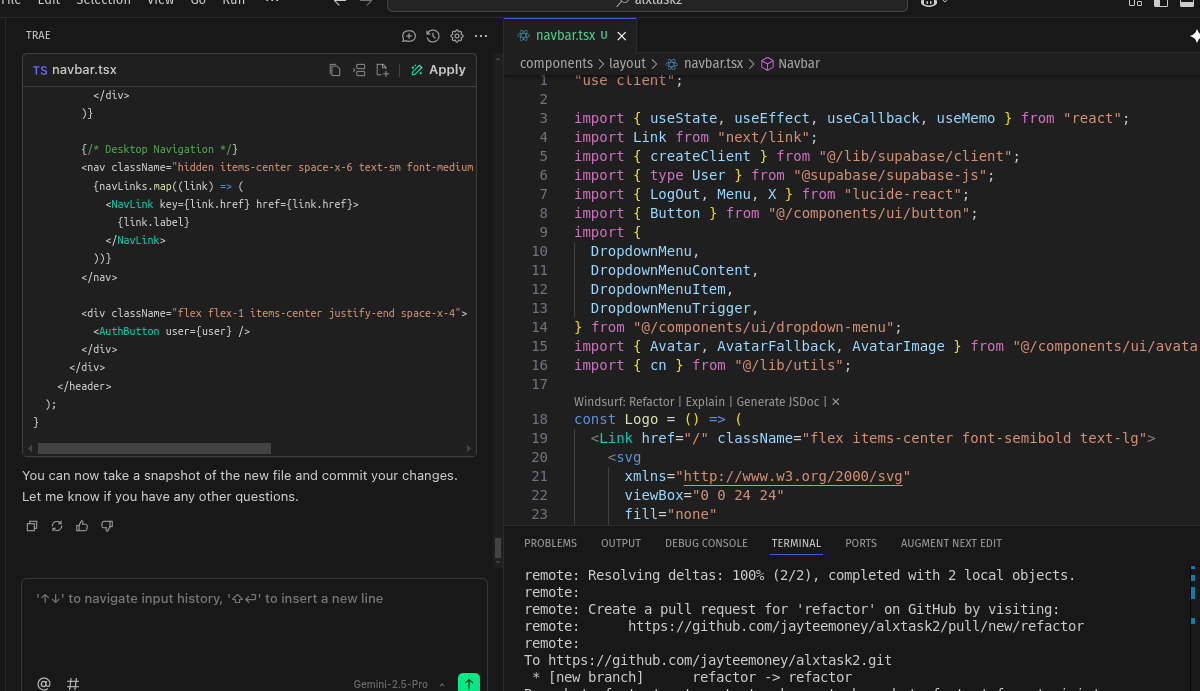 File Edit Selection View Go Run ···
alxtask2
TRAE
TS navbar.tsx
Apply
</div>
)}
{/* Desktop Navigation */}
<nav className="hidden items-center space-x-6 text-sm font-medium
{navLinks.map((link) => (
<NavLink key={link.href} href={link.href}>
{link.label}
</NavLink>
))}
</nav>
<div className="flex flex-1 items-center justify-end space-x-4">
<AuthButton user={user} />
</div>
</div>
</header>
);
}
You can now take a snapshot of the new file and commit your changes.
Let me know if you have any other questions.
'↑↓' to navigate input history, '⇧⏎' to insert a new line
@ #
Gemini-2.5-Pro
navbar.tsx U
components > layout > navbar.tsx > Navbar
1 "use client";
2
3 import { useState, useEffect, useCallback, useMemo } from "react";
4 import Link from "next/link";
5 import { createClient } from "@/lib/supabase/client";
6 import { type User } from "@supabase/supabase-js";
7 import { LogOut, Menu, X } from "lucide-react";
8 import { Button } from "@/components/ui/button";
9 import {
10 DropdownMenu,
11 DropdownMenuContent,
12 DropdownMenuItem,
13 DropdownMenuTrigger,
14 } from "@/components/ui/dropdown-menu";
15 import { Avatar, AvatarFallback, AvatarImage } from "@/components/ui/avata
16 import { cn } from "@/lib/utils";
17
Windsurf: Refactor | Explain | Generate JSDoc | ✕
18 const Logo = () => (
19 <Link href="/" className="flex items-center font-semibold text-lg">
20 <svg
21 xmlns="http://www.w3.org/2000/svg"
22 viewBox="0 0 24 24"
23 fill="none"
PROBLEMS OUTPUT DEBUG CONSOLE TERMINAL PORTS AUGMENT NEXT EDIT
remote: Resolving deltas: 100% (2/2), completed with 2 local objects.
remote:
remote: Create a pull request for 'refactor' on GitHub by visiting:
remote: https://github.com/jayteemoney/alxtask2/pull/new/refactor
remote:
To https://github.com/jayteemoney/alxtask2.git
* [new branch] refactor -> refactor